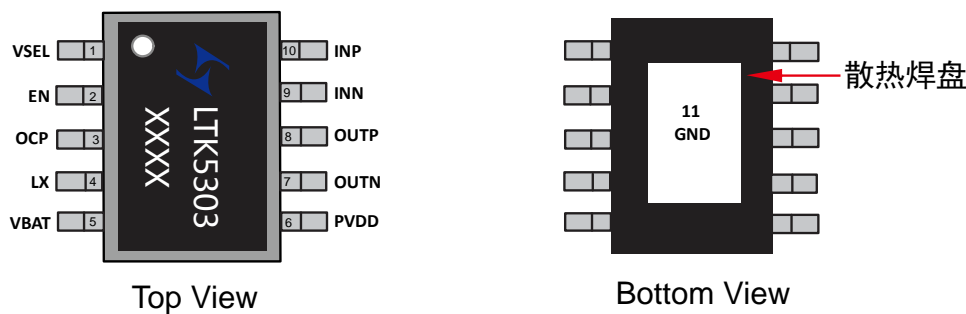 VSEL 1
EN 2
OCP 3
LX 4
VBAT 5
LTK5303
XXXX
10 INP
9 INN
8 OUTP
7 OUTN
6 PVDD
Top View
11
GND
散热焊盘
Bottom View